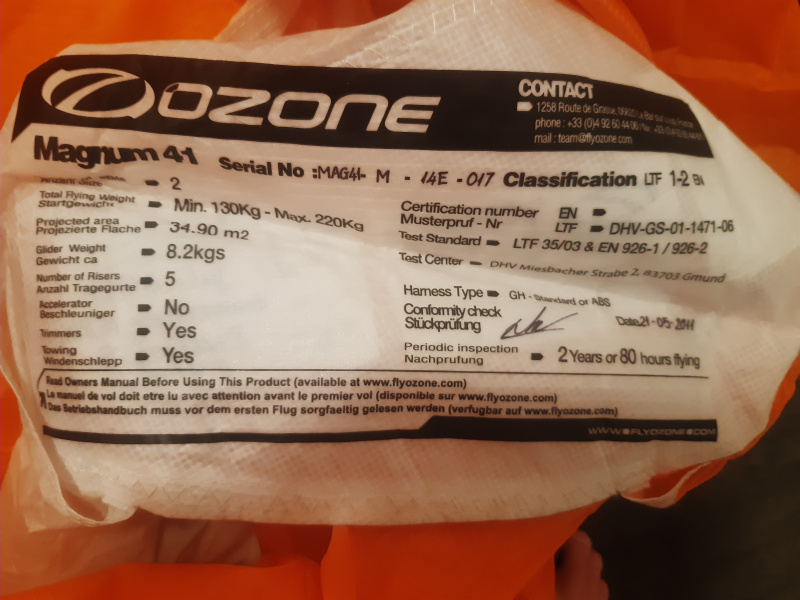 OZONE
CONTACT
1258 Route de Grasse,
phone : +33 (0)4 92 60 44 00
mail : team@flyozone.com
Magnum 41
Serial No :MAG41- M - 14E - 017
Classification LTF 1-2 EN
2
Total Flying Weight
Startgewicht
Min. 130Kg - Max. 220Kg
Projected area
Projezierte Flache
34.90 m2
Glider Weight
Gewicht ca
8.2kgs
Number of Risers
Anzahl Tragegurte
5
Accelerator
Beschleuniger
No
Trimmers
Yes
Towing
Windenschlepp
Yes
Certification number EN
Musterpruf - Nr LTF DHV-GS-01-1471-06
Test Standard LTF 35/03 & EN 926-1 / 926-2
Test Center DHV Miesbacher Strabe 2, 83703 Gmund
Harness Type GH - Standard or ABS
Conformity check
Stückprüfung
Date 21-05-2011
Periodic inspection
Nachprufung
2 Years or 80 hours flying
Read Owners Manual Before Using This Product (available at www.flyozone.com)
Le manuel de vol doit etre lu avec attention avant le premier vol (disponible sur www.flyozone.com)
Das Betriebshandbuch muss vor dem ersten Flug sorgfaeltig gelesen werden (verfugbar auf www.flyozone.com)
WWW.FLYOZONE.COM